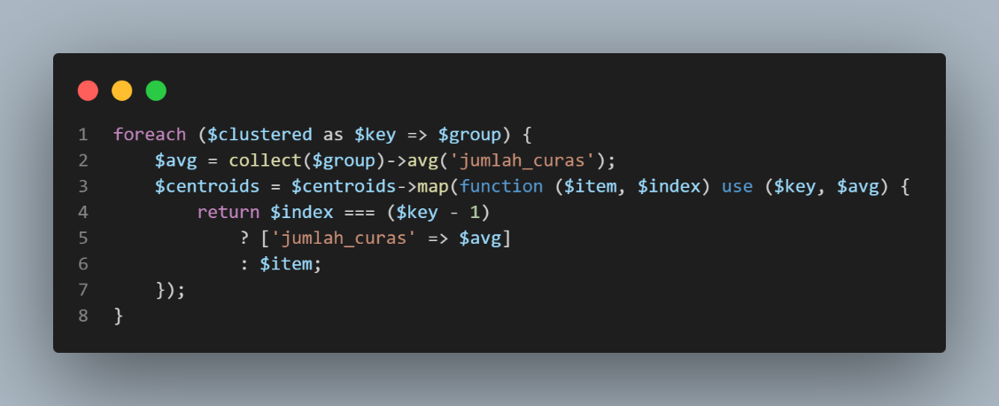 1 foreach ($clustered as $key => $group) {
2     $avg = collect($group)->avg('jumlah_curas');
3     $centroids = $centroids->map(function ($item, $index) use ($key, $avg) {
4         return $index === ($key - 1)
5             ? ['jumlah_curas' => $avg]
6             : $item;
7     });
8 }